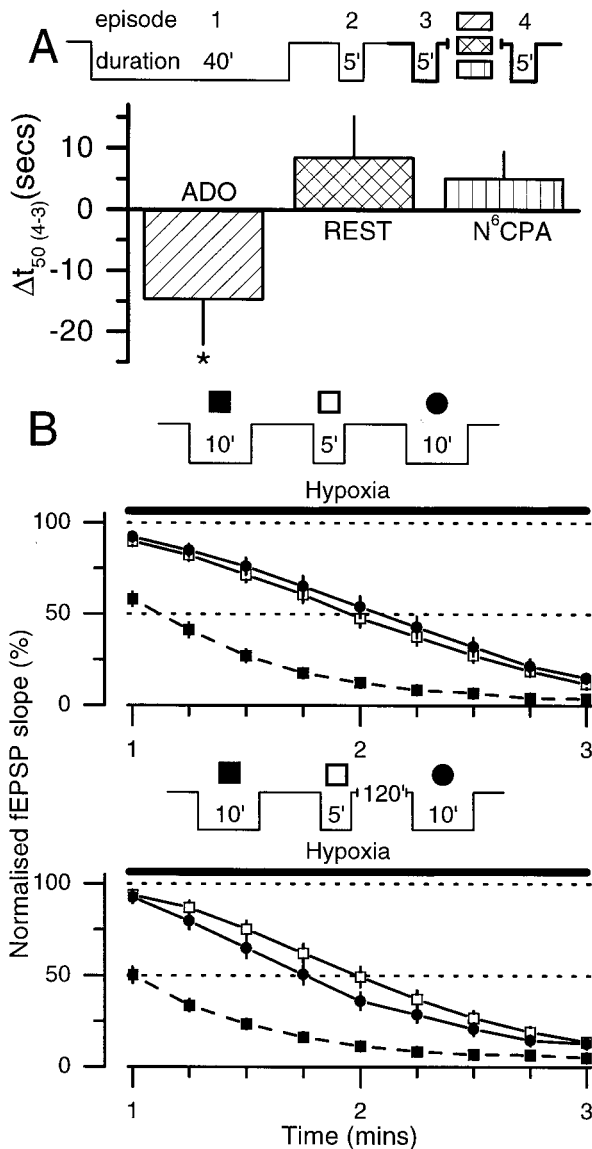 A
episode 1 2 3 4
duration 40' 5' 5' 5'
Δt50 (4-3)(secs)
10
0
-10
-20
ADO
REST
N⁶CPA
*
B
10' 5' 10'
Hypoxia
Normalised fEPSP slope (%)
100
50
0
1 2 3
10' 5' 120' 10'
Hypoxia
100
50
0
1 2 3
Time (mins)